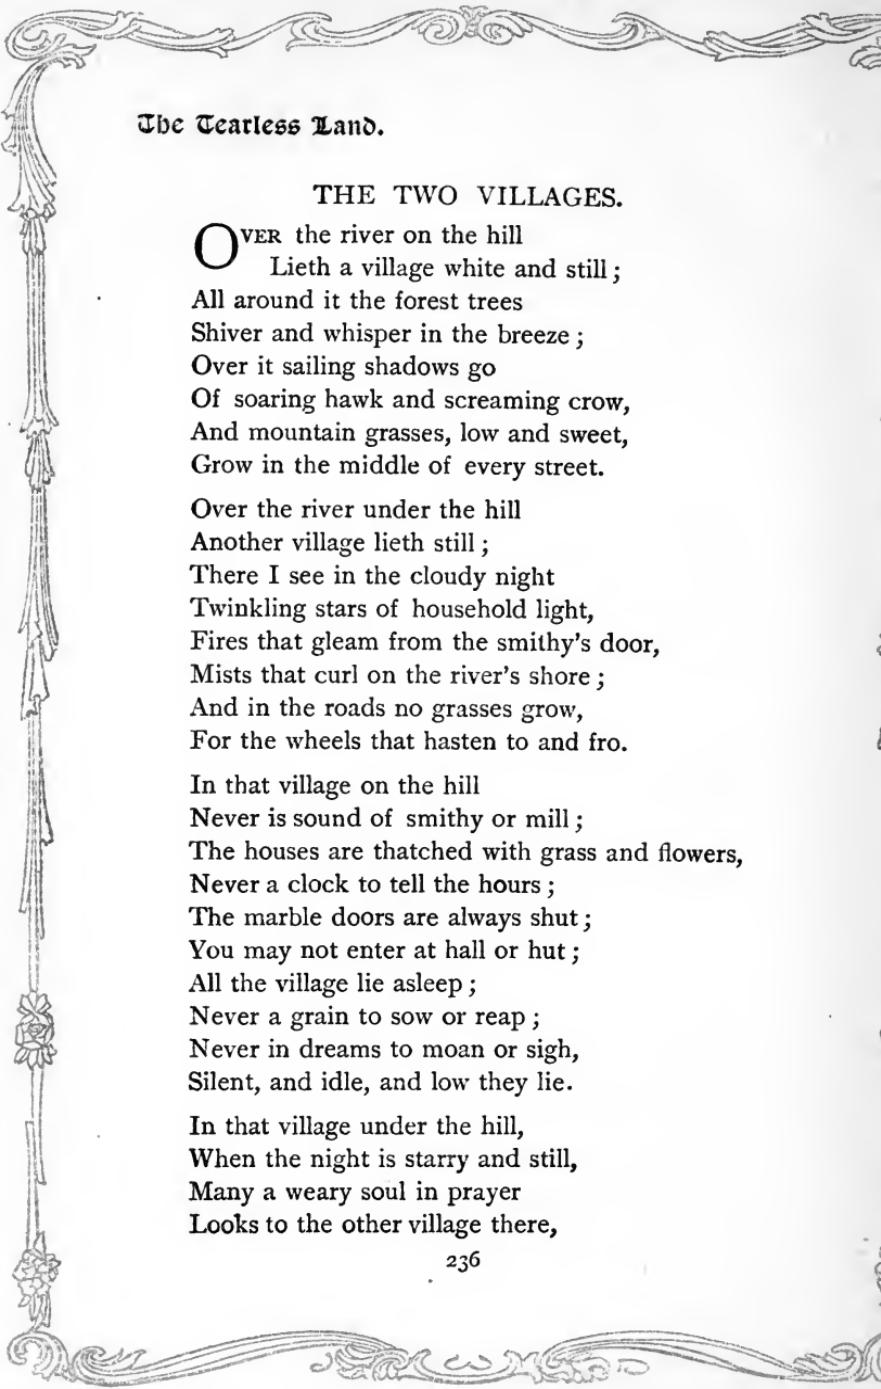 The Tearless Land.
THE TWO VILLAGES.
OVER the river on the hill
Lieth a village white and still;
All around it the forest trees
Shiver and whisper in the breeze;
Over it sailing shadows go
Of soaring hawk and screaming crow,
And mountain grasses, low and sweet,
Grow in the middle of every street.
Over the river under the hill
Another village lieth still;
There I see in the cloudy night
Twinkling stars of household light,
Fires that gleam from the smithy's door,
Mists that curl on the river's shore;
And in the roads no grasses grow,
For the wheels that hasten to and fro.
In that village on the hill
Never is sound of smithy or mill;
The houses are thatched with grass and flowers,
Never a clock to tell the hours;
The marble doors are always shut;
You may not enter at hall or hut;
All the village lie asleep;
Never a grain to sow or reap;
Never in dreams to moan or sigh,
Silent, and idle, and low they lie.
In that village under the hill,
When the night is starry and still,
Many a weary soul in prayer
Looks to the other village there,
236